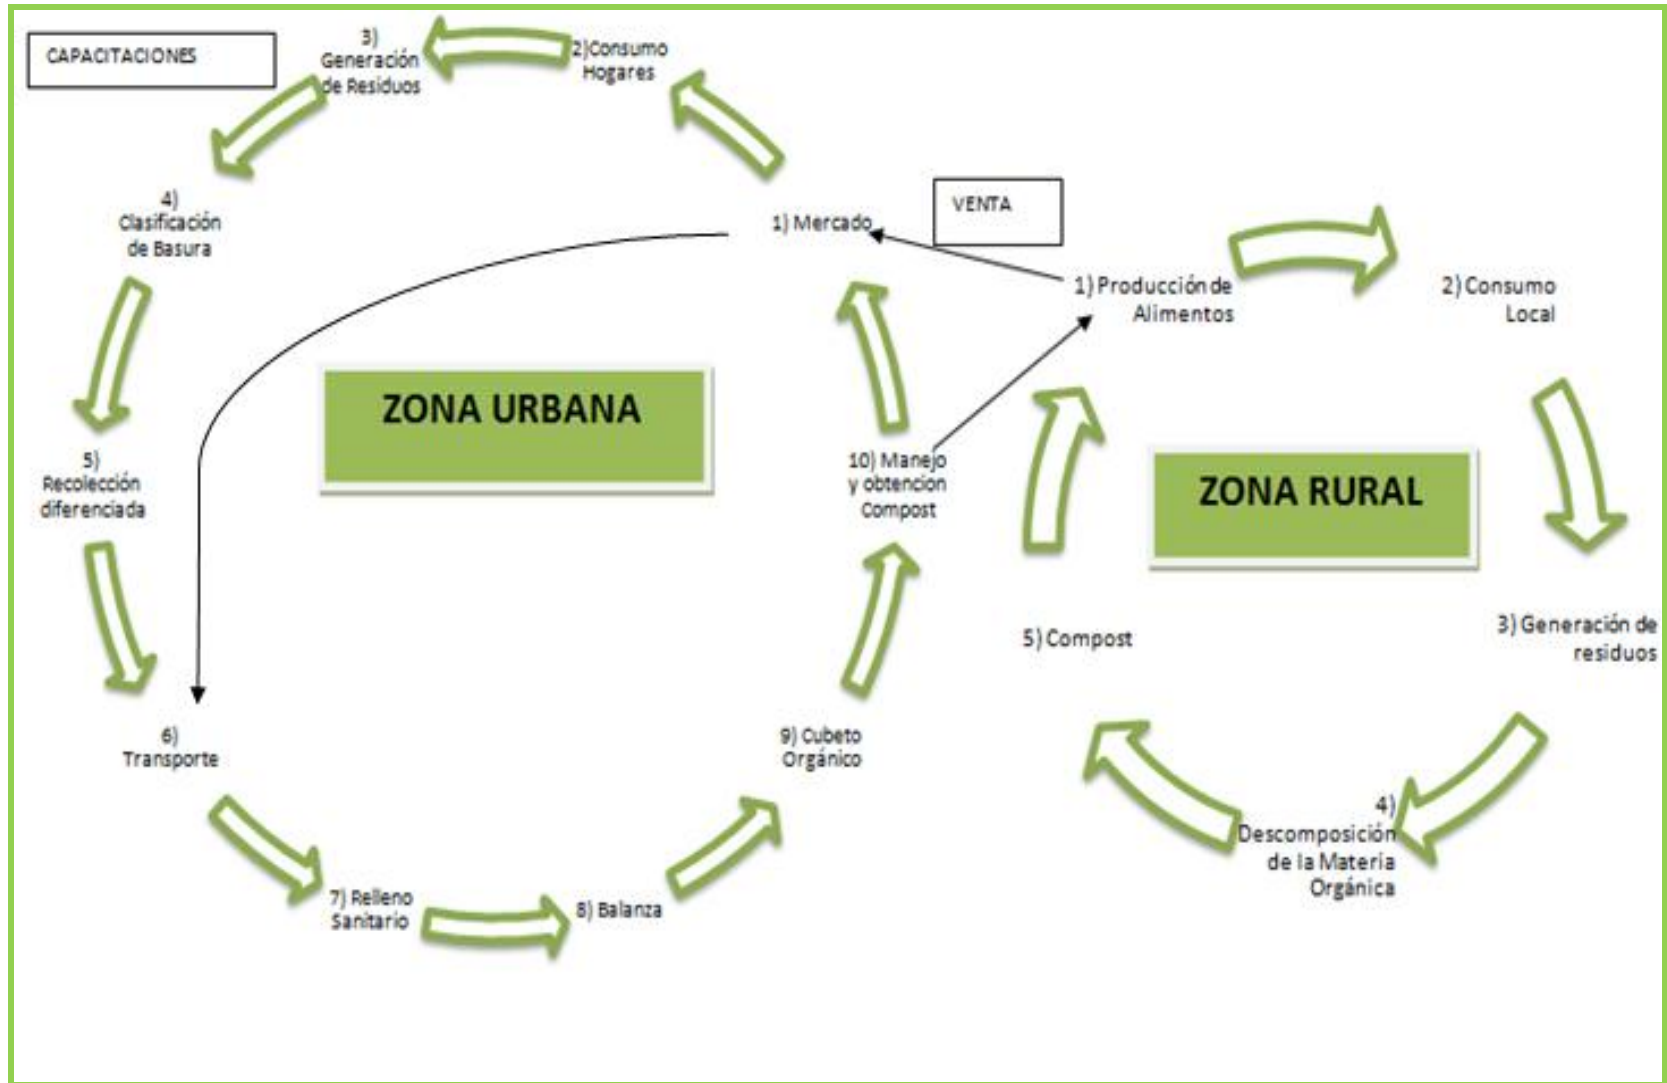 CAPACITACIONES
3)
Generación
de Residuos
2)Consumo
Hogares
4)
Clasificación
de Basura
1) Mercado
VENTA
1) Producción de
Alimentos
2) Consumo
Local
ZONA URBANA
5)
Recolección
diferenciada
10) Manejo
y obtencion
Compost
ZONA RURAL
5) Compost
3) Generación de
residuos
6)
Transporte
9) Cubeto
Orgánico
4)
Descomposición
de la Materia
Orgánica
7) Relleno
Sanitario
8) Balanza